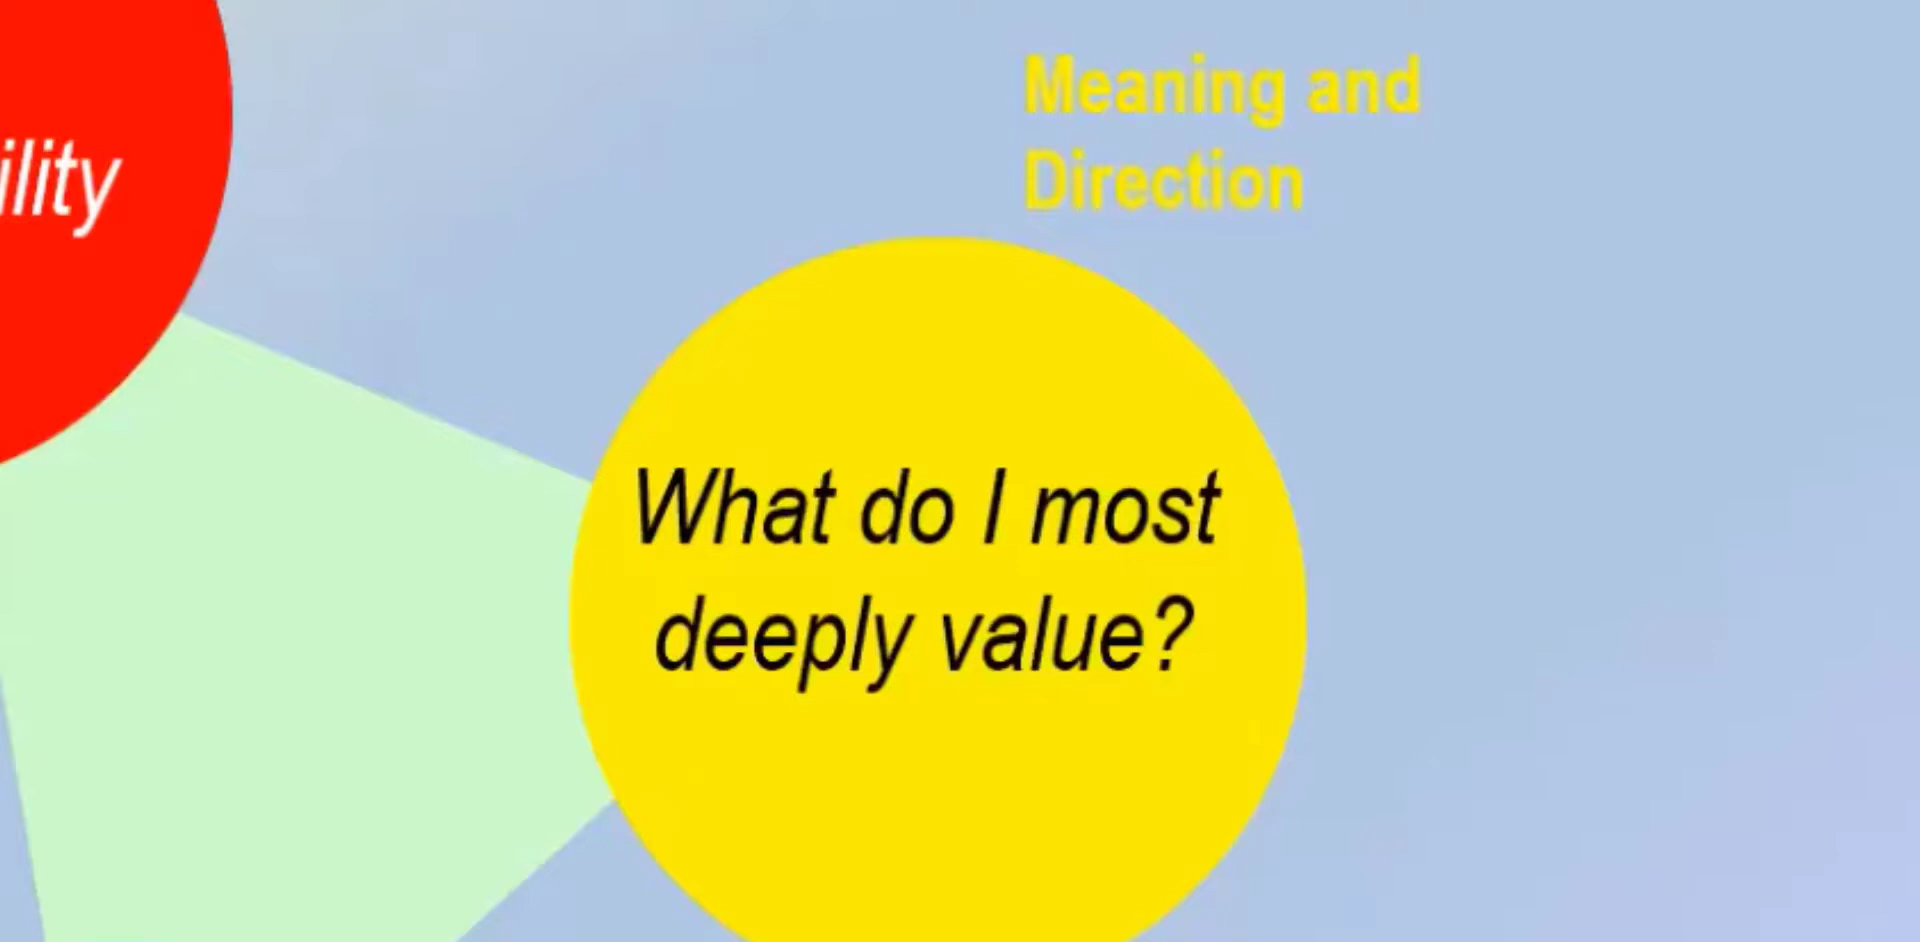 Meaning and
Direction
What do I most
deeply value?